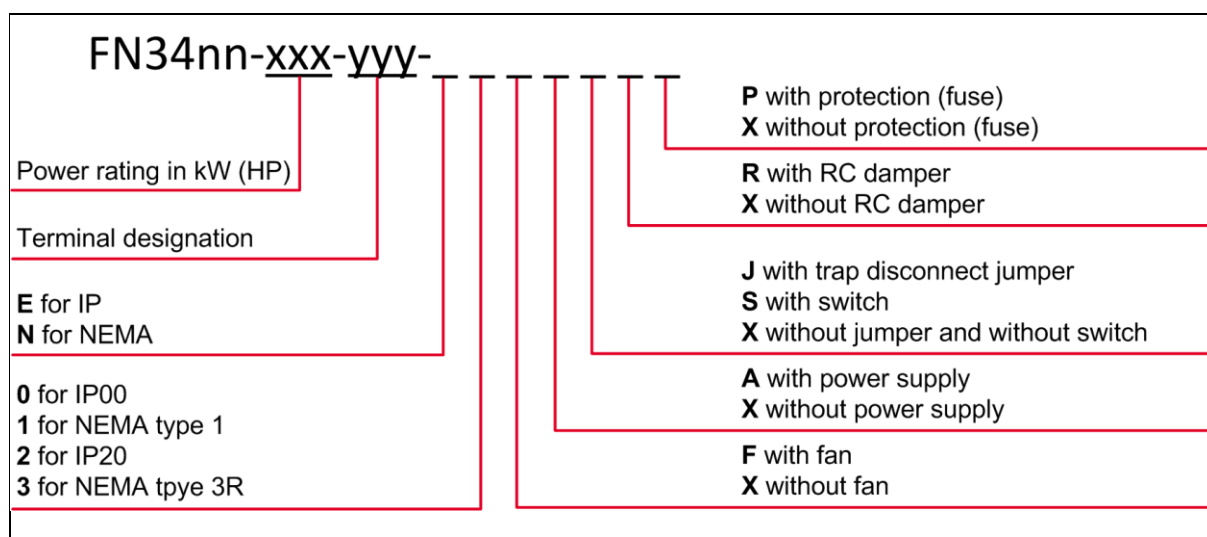 FN34nn-xxx-yyy-_ _ _ _ _ _ _
Power rating in kW (HP)
Terminal designation
E for IP
N for NEMA
0 for IP00
1 for NEMA type 1
2 for IP20
3 for NEMA tpye 3R
P with protection (fuse)
X without protection (fuse)
R with RC damper
X without RC damper
J with trap disconnect jumper
S with switch
X without jumper and without switch
A with power supply
X without power supply
F with fan
X without fan